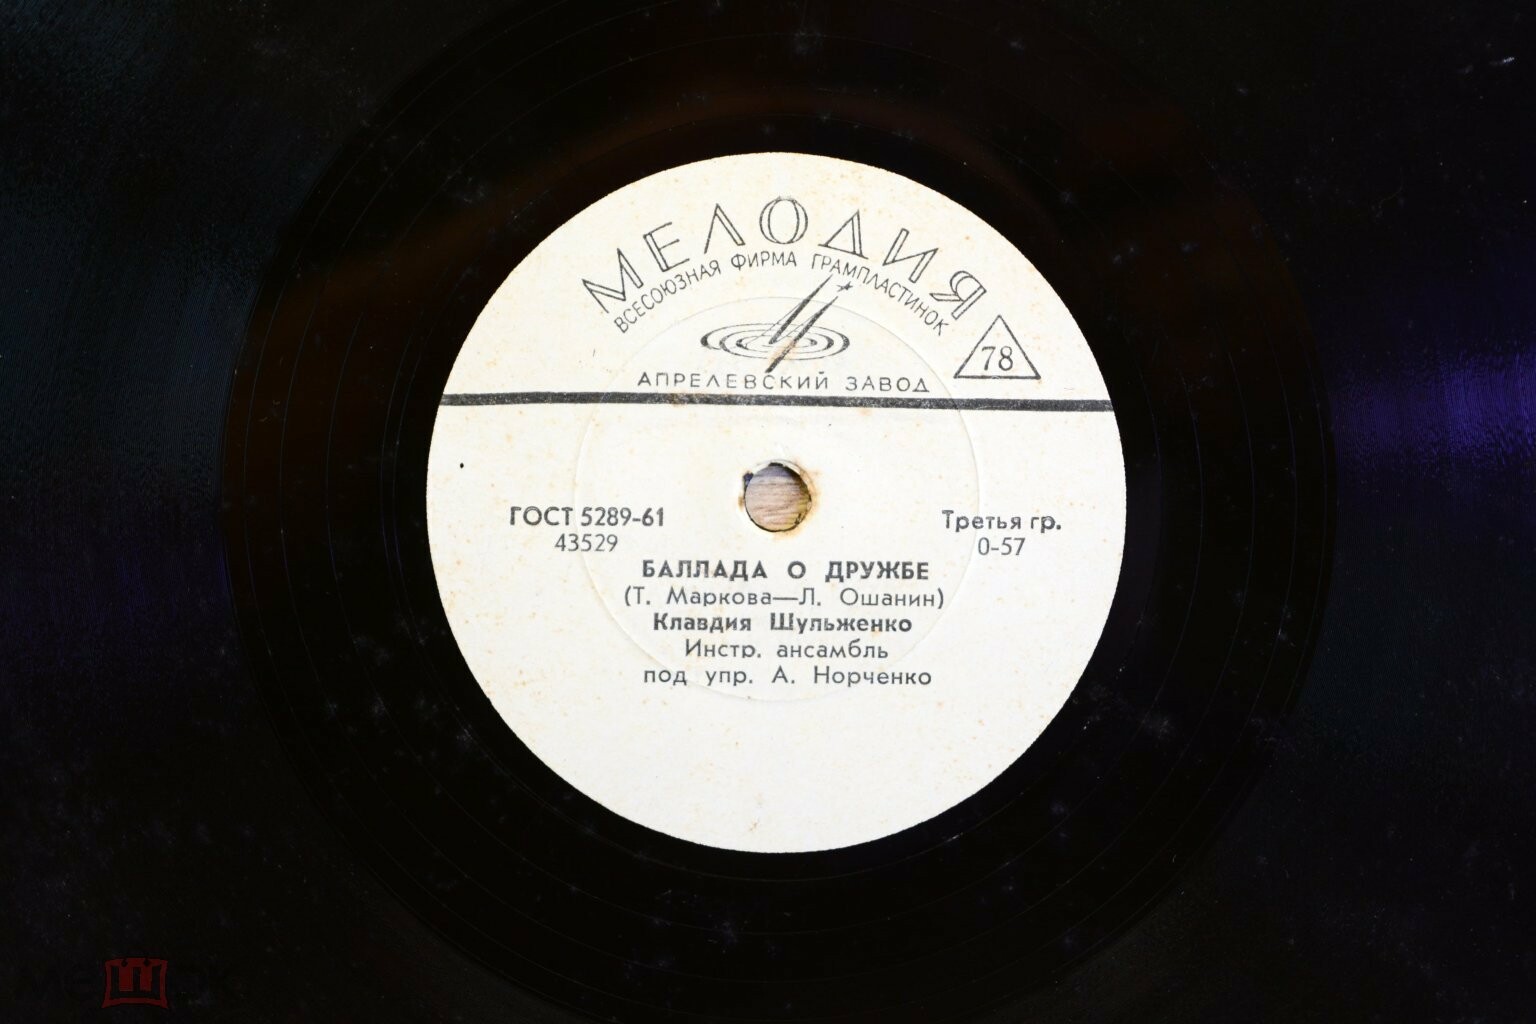 МЕЛОДИЯ
ВСЕСОЮЗНАЯ ФИРМА ГРАМПЛАСТИНОК
78
АПРЕЛЕВСКИЙ ЗАВОД
ГОСТ 5289-61
43529
Третья гр.
0-57
БАЛЛАДА О ДРУЖБЕ
(Т. Маркова—Л. Ошанин)
Клавдия Шульженко
Инстр. ансамбль
под упр. А. Норченко